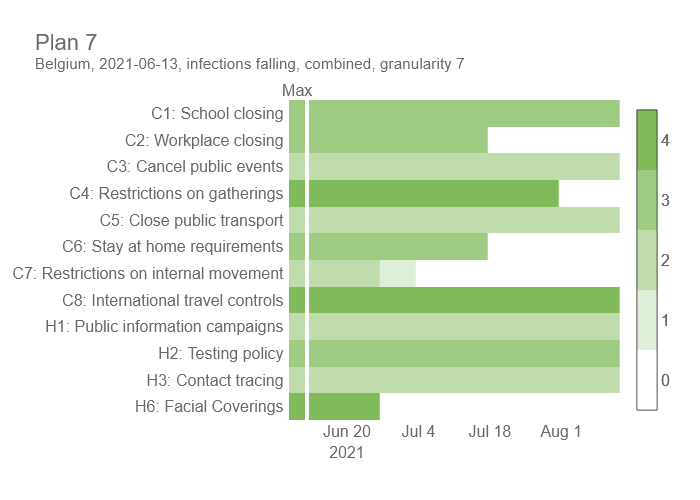 Plan 7
Belgium, 2021-06-13, infections falling, combined, granularity 7
Max
C1: School closing
C2: Workplace closing
C3: Cancel public events
C4: Restrictions on gatherings
C5: Close public transport
C6: Stay at home requirements
C7: Restrictions on internal movement
C8: International travel controls
H1: Public information campaigns
H2: Testing policy
H3: Contact tracing
H6: Facial Coverings
Jun 20 Jul 4 Jul 18 Aug 1
2021
4
3
2
1
0